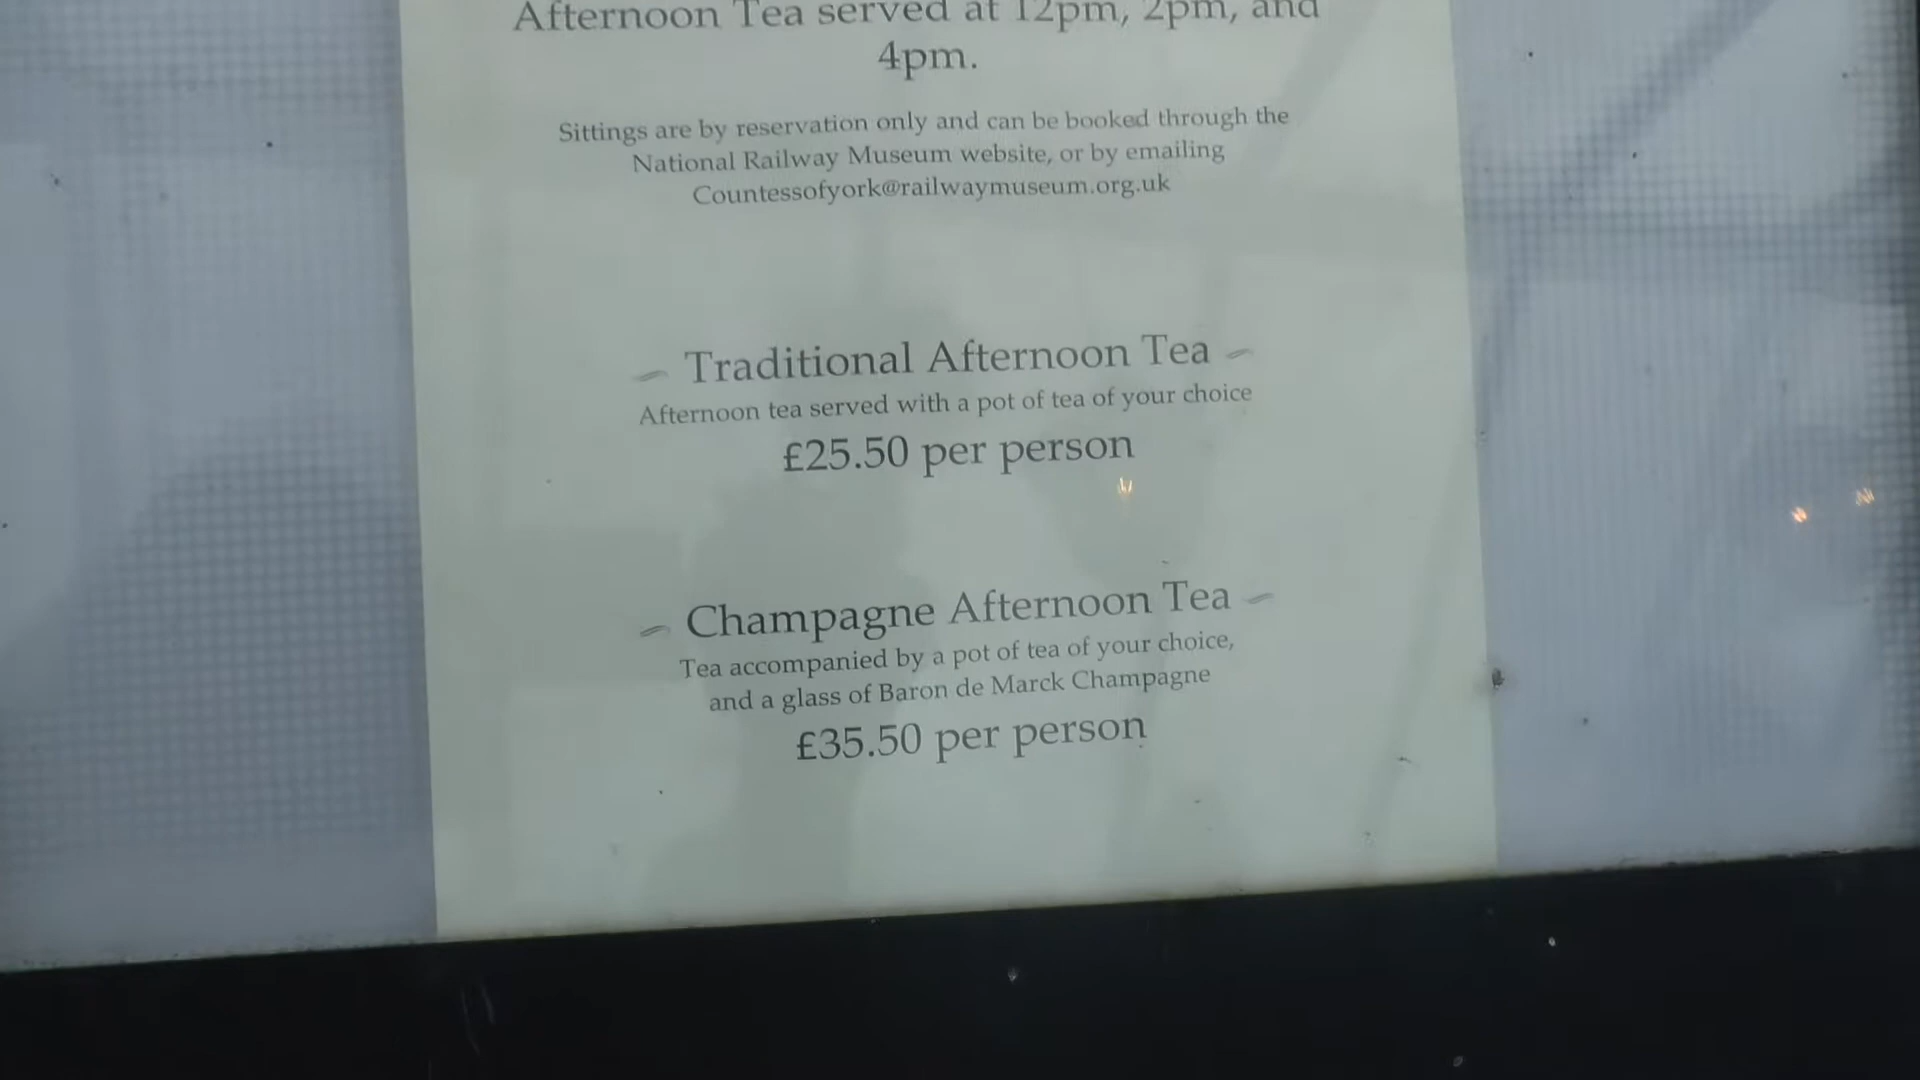 Afternoon Tea served at 12pm, 2pm, and
4pm.
Sittings are by reservation only and can be booked through the
National Railway Museum website, or by emailing
Countessofyork@railwaymuseum.org.uk
Traditional Afternoon Tea
Afternoon tea served with a pot of tea of your choice
£25.50 per person
Champagne Afternoon Tea
Tea accompanied by a pot of tea of your choice,
and a glass of Baron de Marck Champagne
£35.50 per person